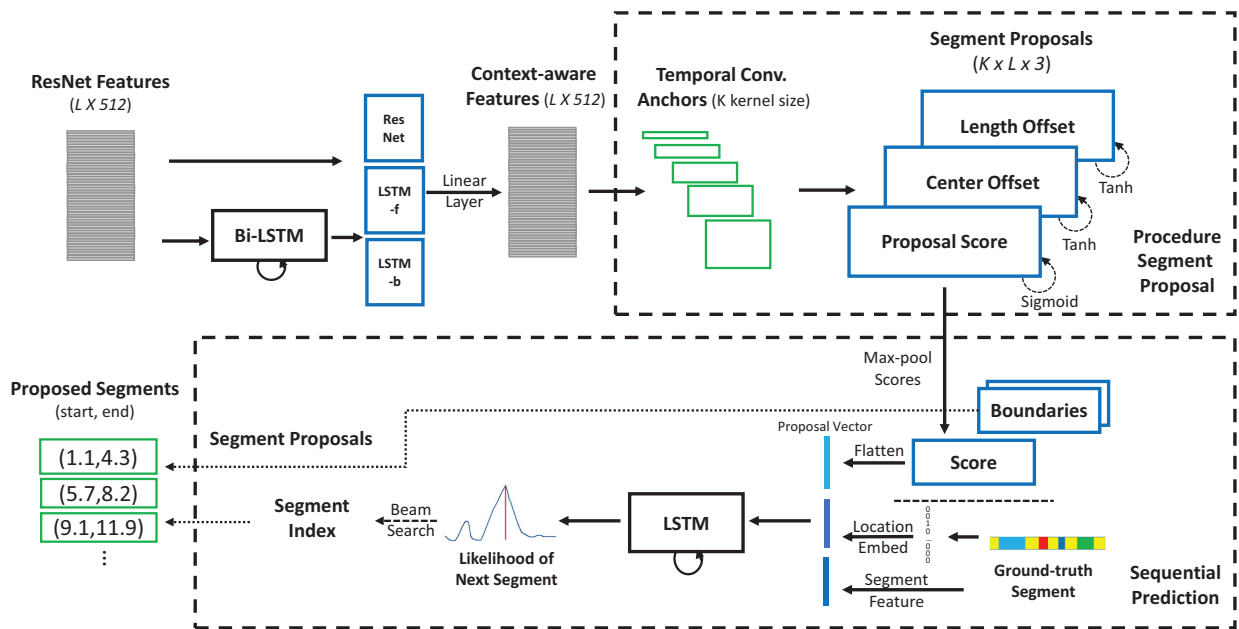 ResNet Features
(L X 512)
Res
Net
LSTM
-f
LSTM
-b
Bi-LSTM
Linear
Layer
Context-aware
Features (L X 512)
Temporal Conv.
Anchors (K kernel size)
Segment Proposals
(K x L x 3)
Length Offset
Tanh
Center Offset
Tanh
Proposal Score
Sigmoid
Procedure
Segment
Proposal
Max-pool
Scores
Boundaries
Score
Proposal Vector
Flatten
Location
Embed
0010 000
Segment
Feature
Ground-truth
Segment
Sequential
Prediction
LSTM
Likelihood of
Next Segment
Beam
Search
Segment
Index
Segment Proposals
Proposed Segments
(start, end)
(1.1,4.3)
(5.7,8.2)
(9.1,11.9)
...